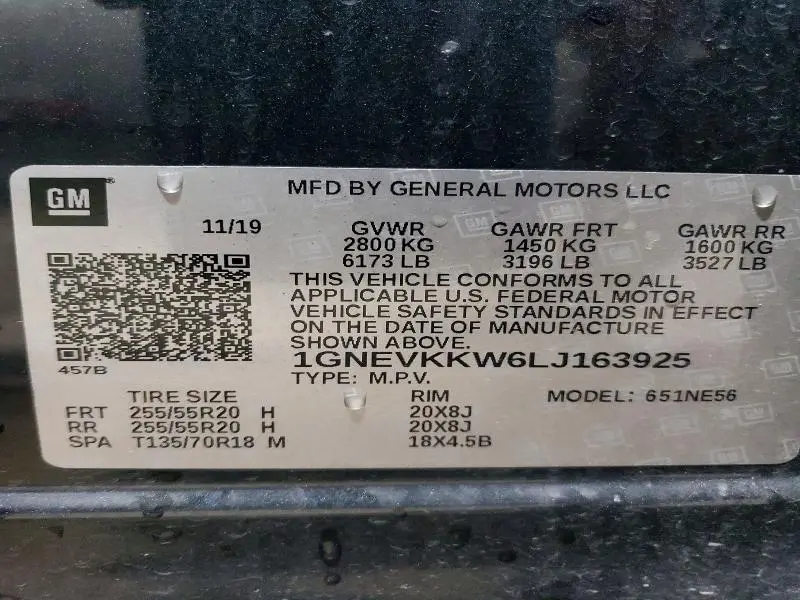 GM
MFD BY GENERAL MOTORS LLC
11/19 GVWR GAWR FRT GAWR RR
2800 KG 1450 KG 1600 KG
6173 LB 3196 LB 3527 LB
THIS VEHICLE CONFORMS TO ALL
APPLICABLE U.S. FEDERAL MOTOR
VEHICLE SAFETY STANDARDS IN EFFECT
ON THE DATE OF MANUFACTURE
SHOWN ABOVE.
1GNEVKKW6LJ163925
457B
TYPE: M.P.V.
TIRE SIZE RIM MODEL: 651NE56
FRT 255/55R20 H 20X8J
RR 255/55R20 H 20X8J
SPA T135/70R18 M 18X4.5B